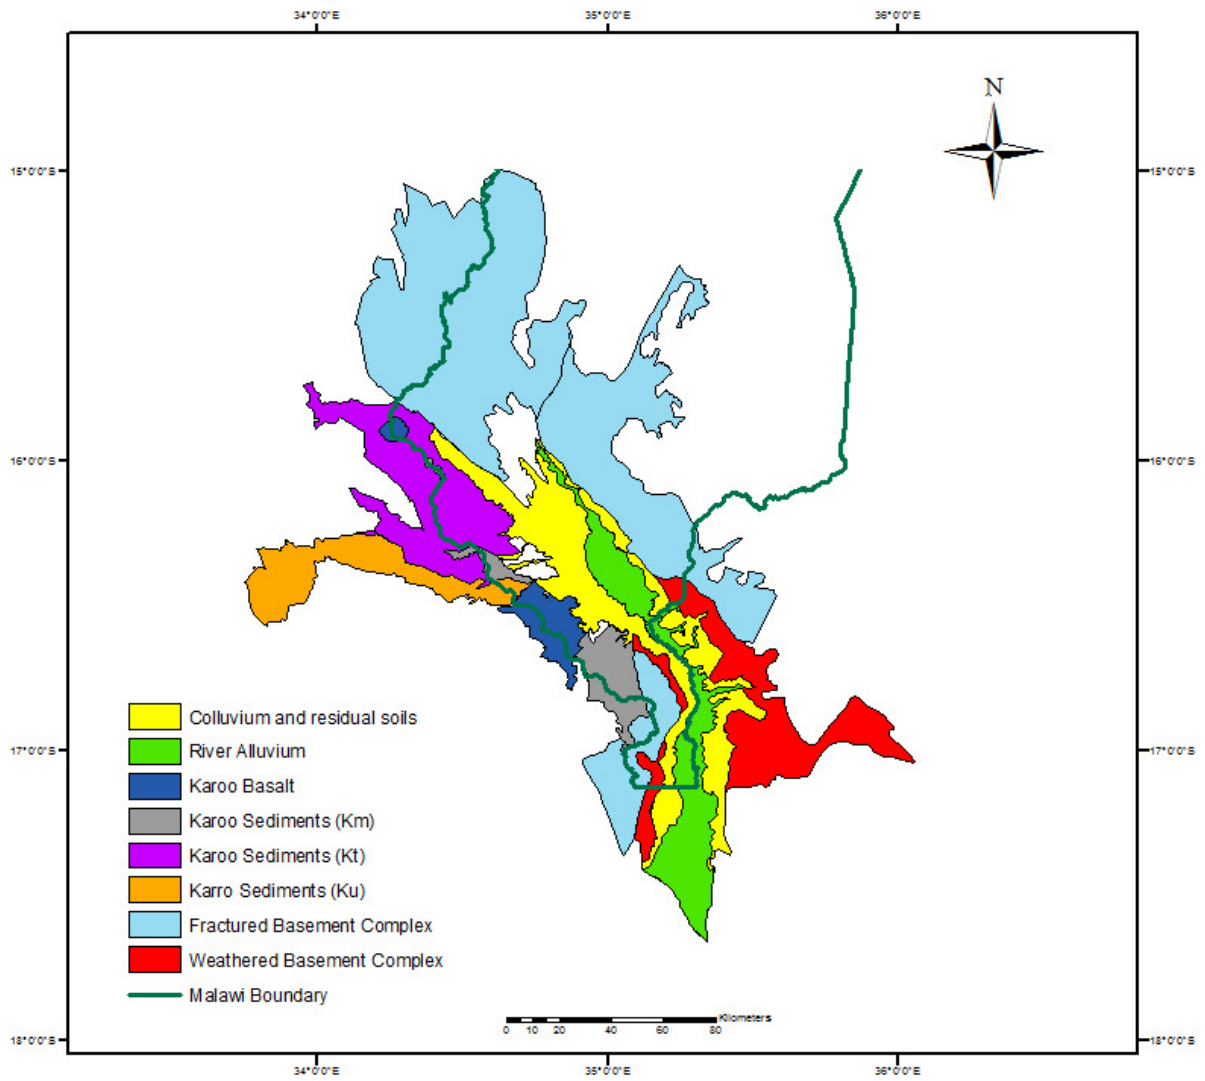 34°0'0"E 35°0'0"E 36°0'0"E
N
15°0'0"S 15°0'0"S
16°0'0"S 16°0'0"S
Colluvium and residual soils
River Alluvium
17°0'0"S 17°0'0"S
Karoo Basalt
Karoo Sediments (Km)
Karoo Sediments (Kt)
Karro Sediments (Ku)
Fractured Basement Complex
Weathered Basement Complex
Malawi Boundary
Kilometers
0 10 20 40 60 80
18°0'0"S 18°0'0"S
34°0'0"E 35°0'0"E 36°0'0"E